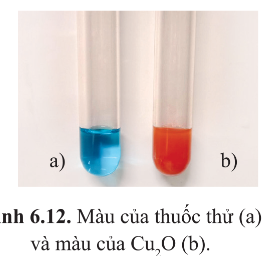 a) b)
nh 6.12. Màu của thuốc thử (a)
và màu của Cu₂O (b).